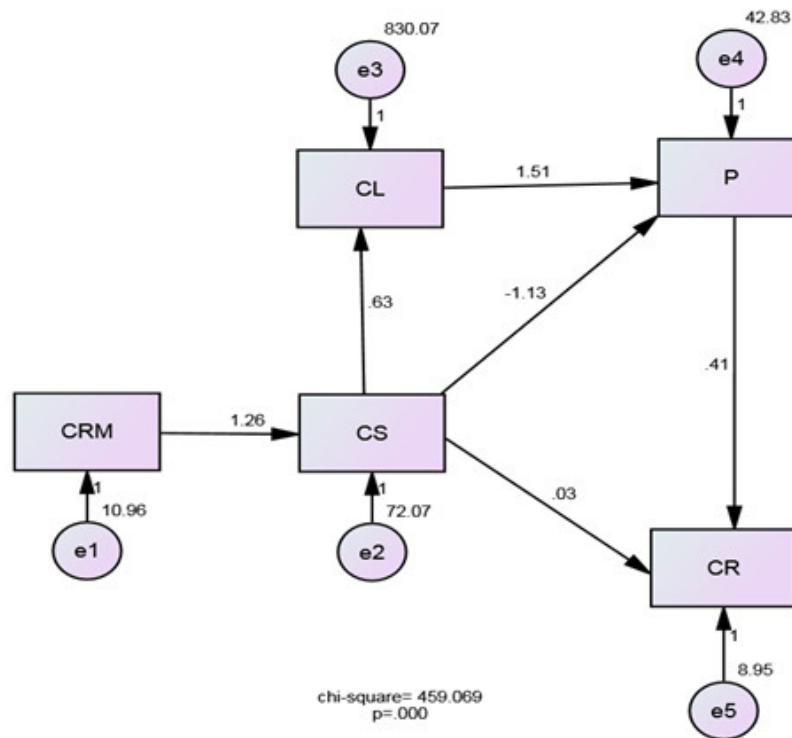 830.07
42.83
e3
e4
1
1
CL
1.51
P
.63
-1.13
.41
CRM
1.26
CS
1
10.96
1
72.07
.03
e1
e2
CR
1
8.95
e5
chi-square= 459.069
p=.000